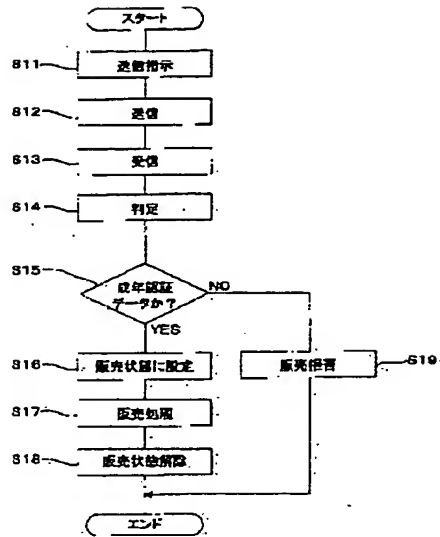 スタート
S11
送信指示
S12
送信
S13
受信
S14
判定
S15
成年認証
データか?
NO
YES
S16
販売状態に設定
販売拒否
S19
S17
販売処理
S18
販売状態解除
エンド